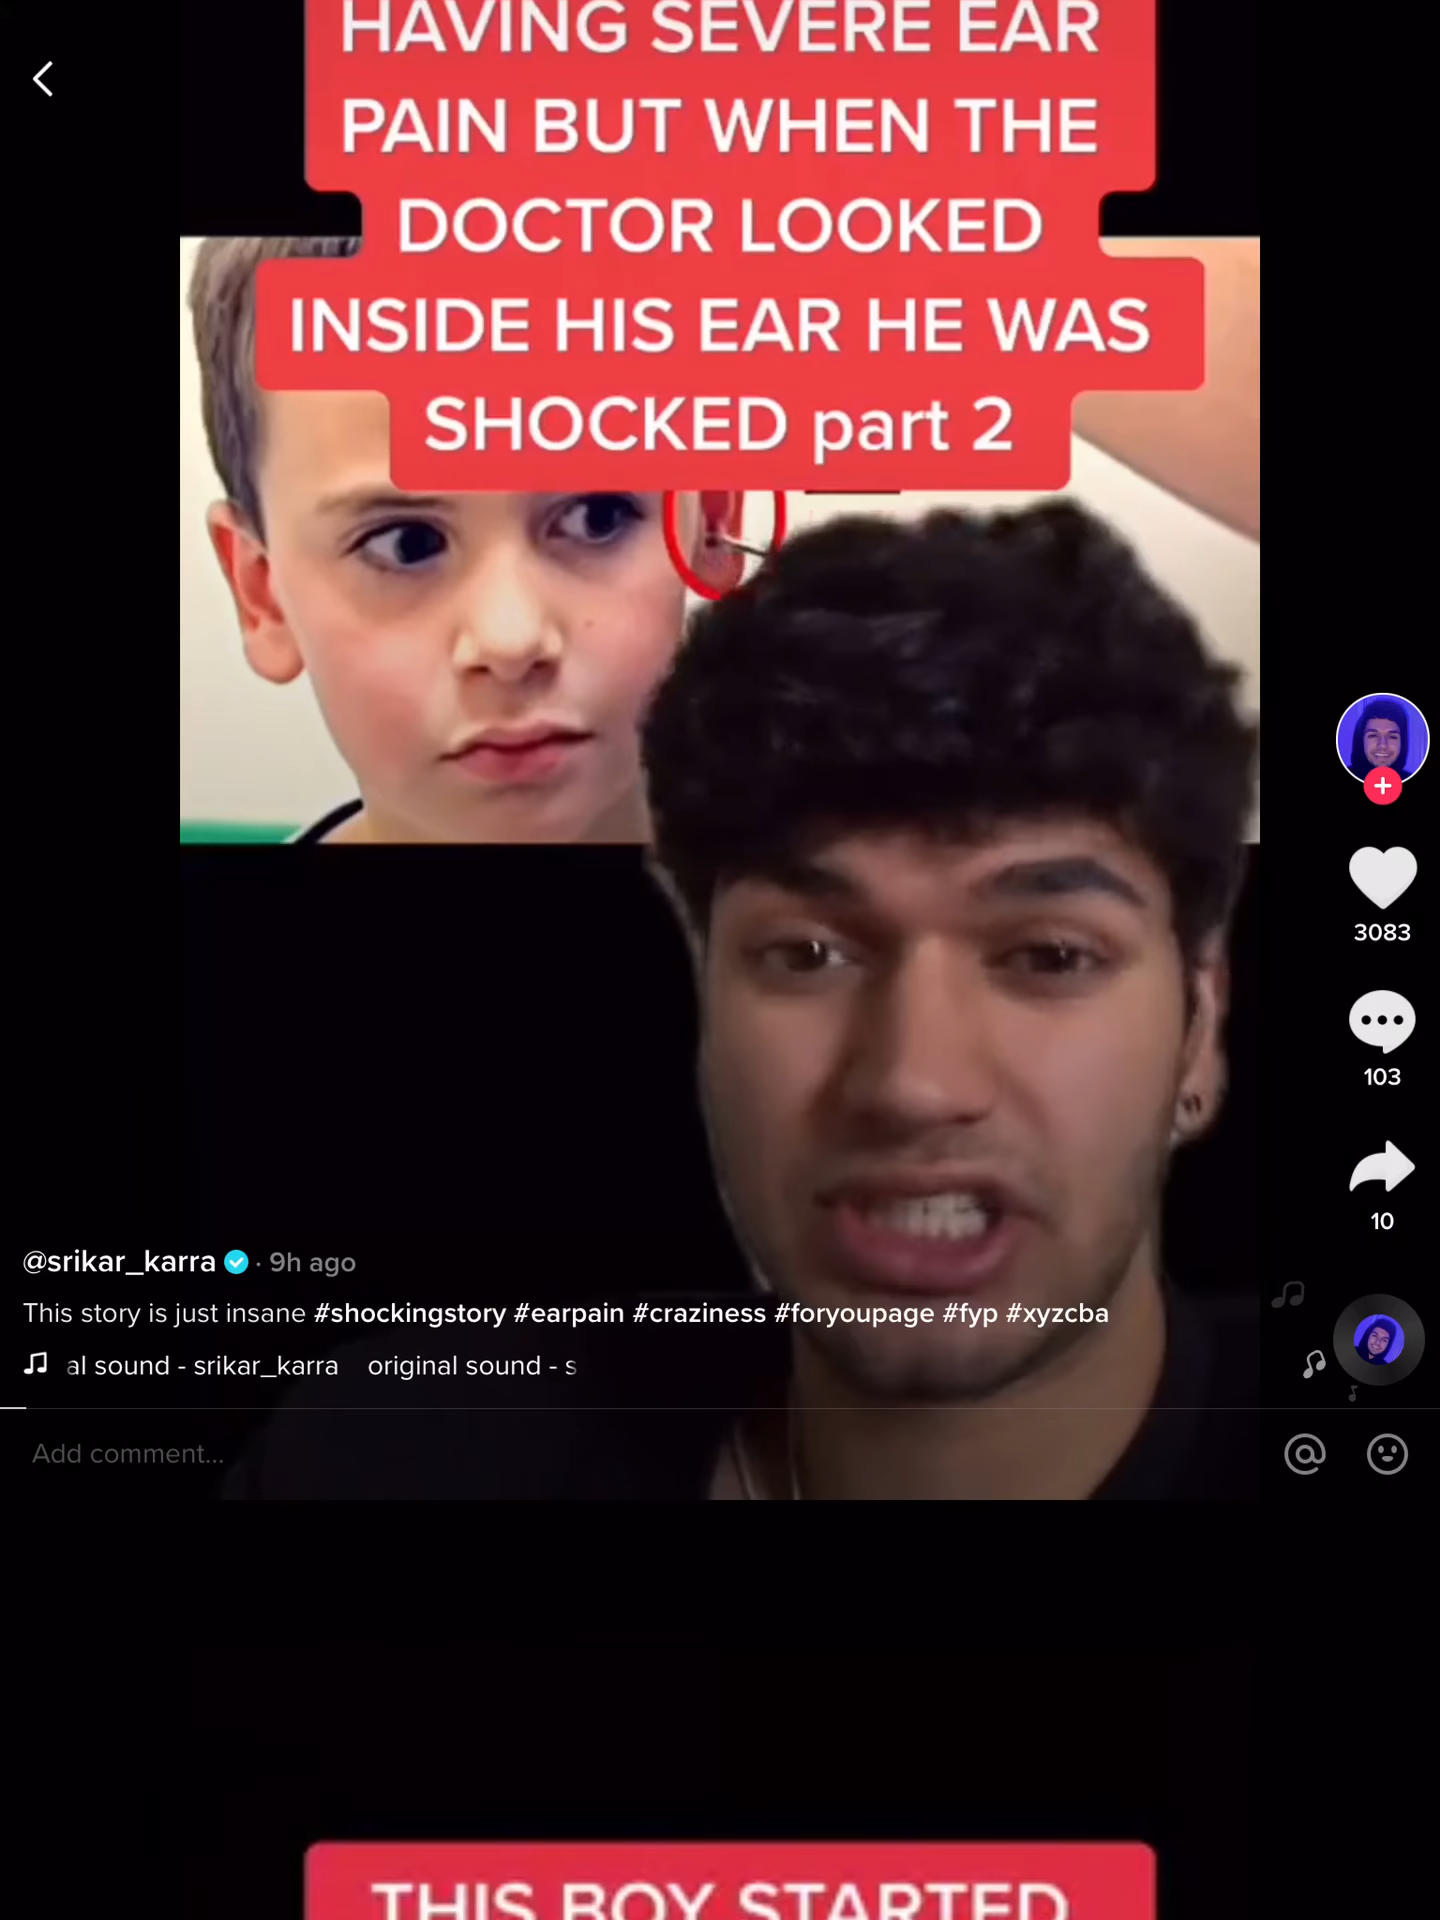 HAVING SEVERE EAR
PAIN BUT WHEN THE
DOCTOR LOOKED
INSIDE HIS EAR HE WAS
SHOCKED part 2
3083
103
10
@srikar_karra · 9h ago
This story is just insane #shockingstory #earpain #craziness #foryoupage #fyp #xyzcba
al sound - srikar_karra original sound - s
Add comment...
THIS BOY STARTED